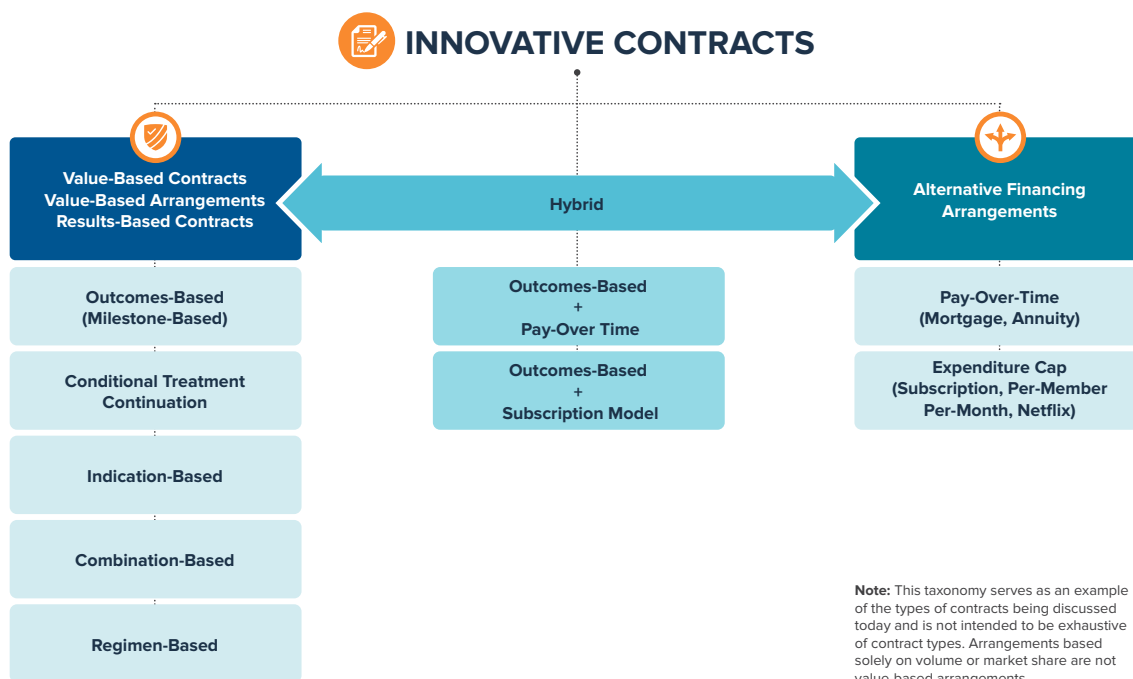 INNOVATIVE CONTRACTS
Value-Based Contracts
Value-Based Arrangements
Results-Based Contracts
Hybrid
Alternative Financing
Arrangements
Outcomes-Based
(Milestone-Based)
Conditional Treatment
Continuation
Indication-Based
Combination-Based
Regimen-Based
Outcomes-Based
+
Pay-Over Time
Outcomes-Based
+
Subscription Model
Pay-Over-Time
(Mortgage, Annuity)
Expenditure Cap
(Subscription, Per-Member
Per-Month, Netflix)
Note: This taxonomy serves as an example
of the types of contracts being discussed
today and is not intended to be exhaustive
of contract types. Arrangements based
solely on volume or market share are not
value-based arrangements